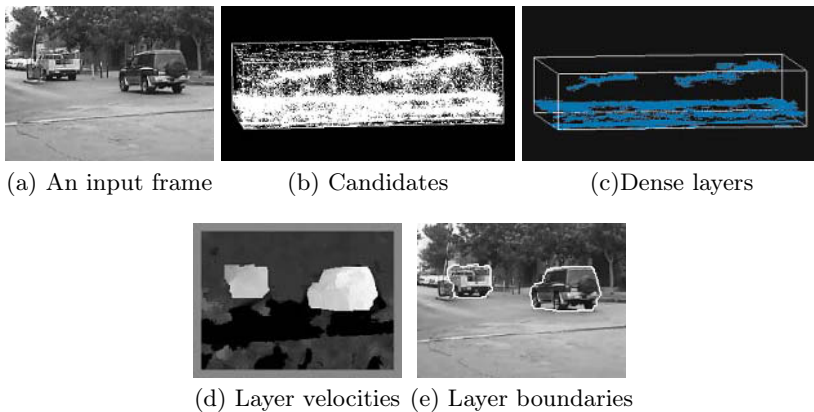 (a) An input frame
(b) Candidates
(c)Dense layers
(d) Layer velocities
(e) Layer boundaries